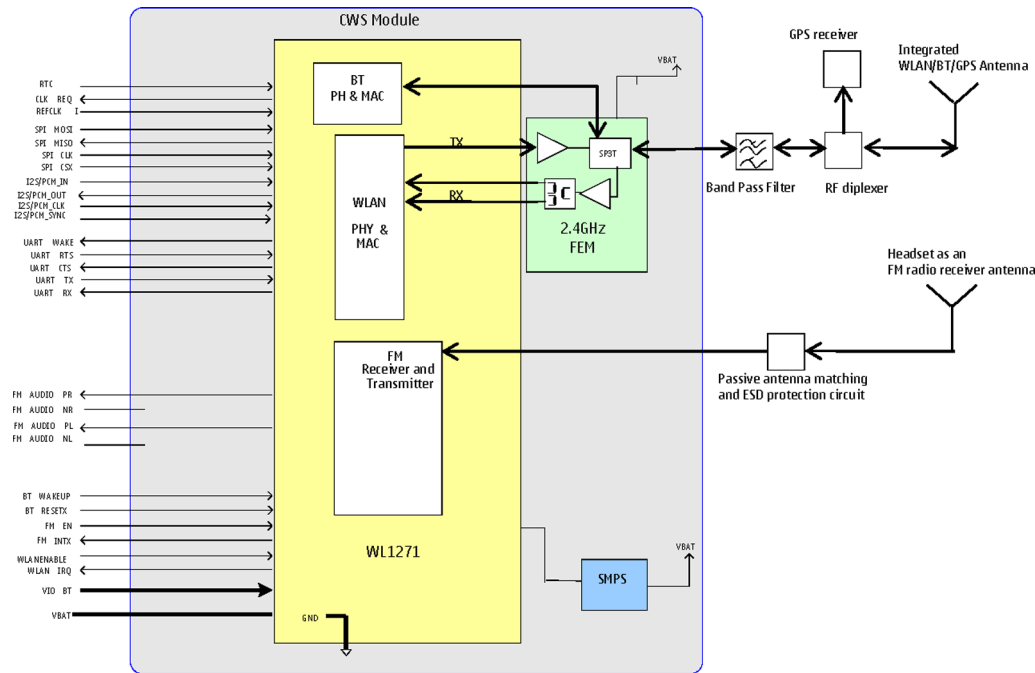 CWS Module
RTC
CLK REQ
REFCLK I
SPI MOSI
SPI MISO
SPI CLK
SPI CSX
I2S/PCM_IN
I2S/PCM_OUT
I2S/PCM_CLK
I2S/PCM_SYNC
UART WAKE
UART RTS
UART CTS
UART TX
UART RX
FM AUDIO PR
FM AUDIO NR
FM AUDIO PL
FM AUDIO NL
BT WAKEUP
BT RESETX
FM EN
FM INTX
WLANENABLE
WLAN IRQ
VIO BT
VBAT
BT
PH & MAC
WLAN
PHY &
MAC
TX
RX
FM
Receiver and
Transmitter
WL1271
GND
VBAT
SP3T
2.4GHz
FEM
SMPS
VBAT
GPS receiver
Integrated
WLAN/BT/GPS Antenna
Band Pass Filter
RF diplexer
Headset as an
FM radio receiver antenna
Passive antenna matching
and ESD protection circuit